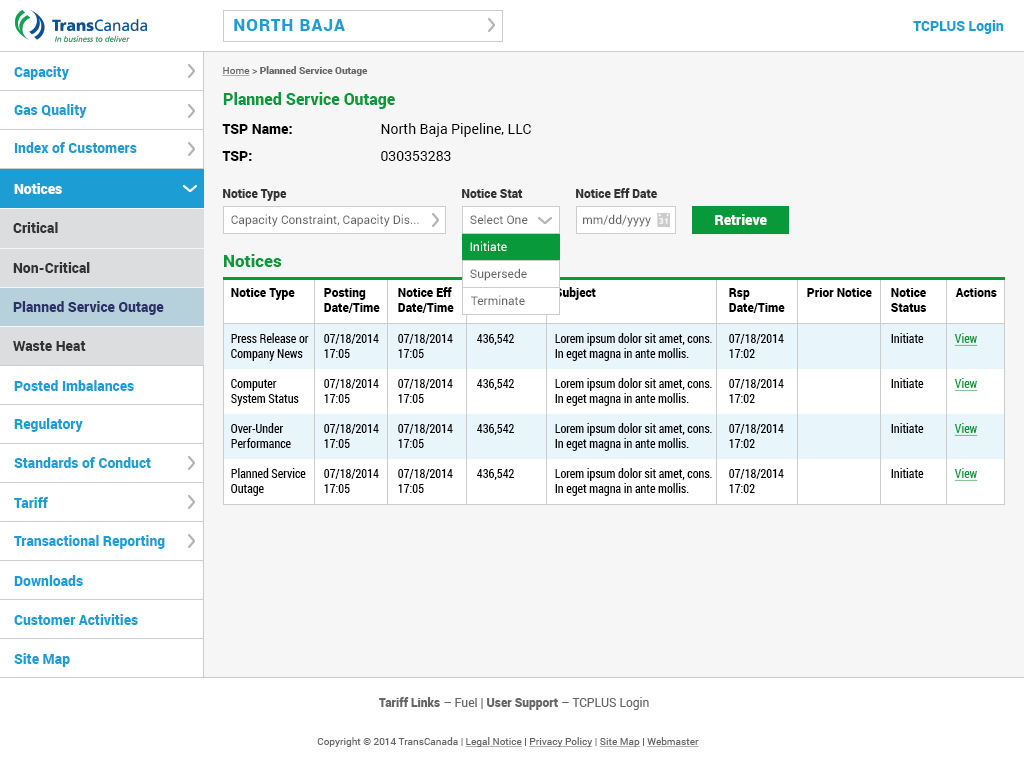 TransCanada
In business to deliver
NORTH BAJA
TCPLUS Login
Capacity
Gas Quality
Index of Customers
Notices
Critical
Non-Critical
Planned Service Outage
Waste Heat
Posted Imbalances
Regulatory
Standards of Conduct
Tariff
Transactional Reporting
Downloads
Customer Activities
Site Map
Home > Planned Service Outage
Planned Service Outage
TSP Name: North Baja Pipeline, LLC
TSP: 030353283
Notice Type Notice Stat Notice Eff Date
Capacity Constraint, Capacity Dis... Select One mm/dd/yyyy 31 Retrieve
Initiate
Supersede
Terminate
Notices
Notice Type Posting Notice Eff ubject Rsp Prior Notice Notice Actions
Date/Time Date/Time Date/Time Status
Press Release or 07/18/2014 07/18/2014 436,542 Lorem ipsum dolor sit amet, cons. 07/18/2014 Initiate View
Company News 17:05 17:05 In eget magna in ante mollis. 17:02
Computer 07/18/2014 07/18/2014 436,542 Lorem ipsum dolor sit amet, cons. 07/18/2014 Initiate View
System Status 17:05 17:05 In eget magna in ante mollis. 17:02
Over-Under 07/18/2014 07/18/2014 436,542 Lorem ipsum dolor sit amet, cons. 07/18/2014 Initiate View
Performance 17:05 17:05 In eget magna in ante mollis. 17:02
Planned Service 07/18/2014 07/18/2014 436,542 Lorem ipsum dolor sit amet, cons. 07/18/2014 Initiate View
Outage 17:05 17:05 In eget magna in ante mollis. 17:02
Tariff Links – Fuel | User Support – TCPLUS Login
Copyright © 2014 TransCanada | Legal Notice | Privacy Policy | Site Map | Webmaster